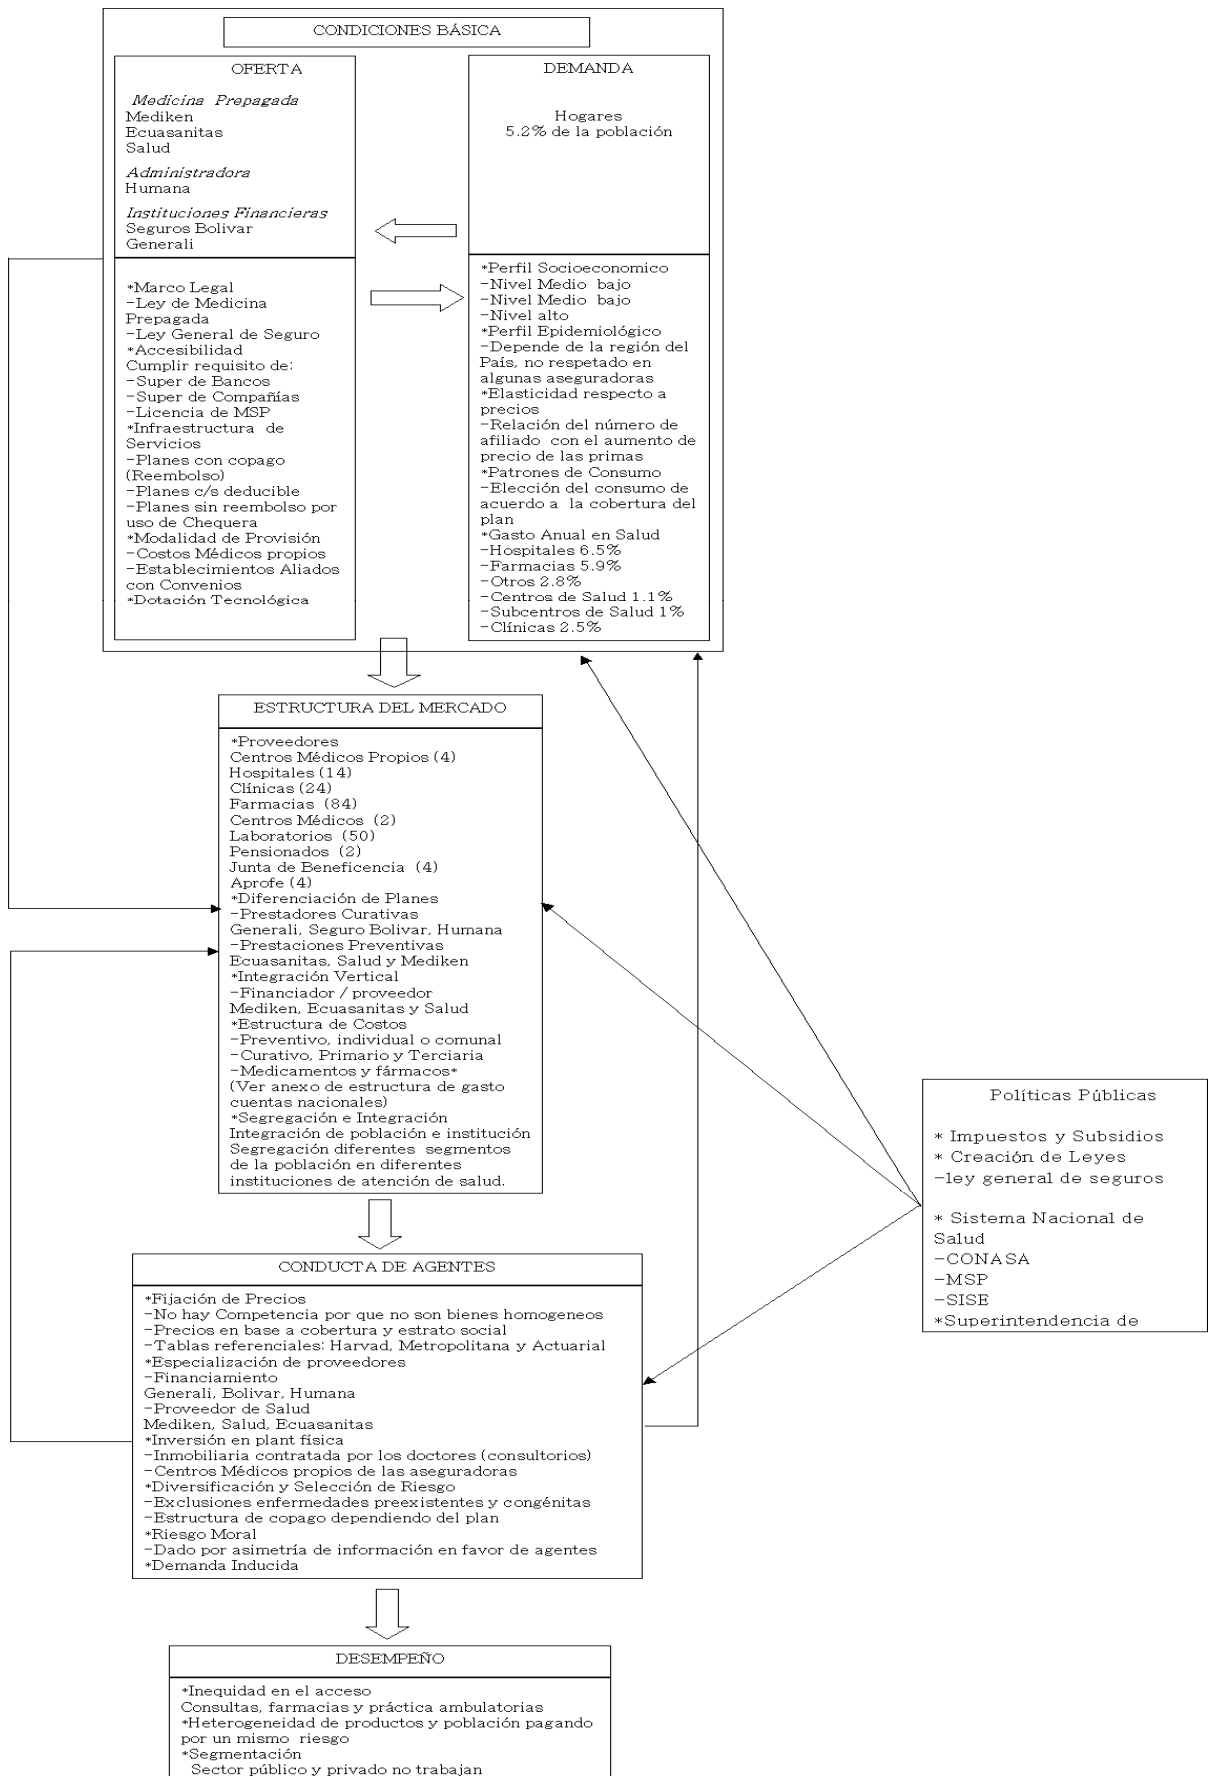 CONDICIONES BÁSICA
OFERTA
Medicina Prepagada
Mediken
Ecuasanitas
Salud
Administradora
Humana
Instituciones Financieras
Seguros Bolivar
Generali
*Marco Legal
-Ley de Medicina
Prepagada
-Ley General de Seguro
*Accesibilidad
Cumplir requisito de:
-Super de Bancos
-Super de Compañías
-Licencia de MSP
*Infraestructura de
Servicios
-Planes con copago
(Reembolso)
-Planes c/s deducible
-Planes sin reembolso por
uso de Chequera
*Modalidad de Provisión
-Costos Médicos propios
-Establecimientos Aliados
con Convenios
*Dotación Tecnológica
DEMANDA
Hogares
5.2% de la población
*Perfil Socioeconomico
-Nivel Medio bajo
-Nivel Medio bajo
-Nivel alto
*Perfil Epidemiológico
-Depende de la región del
País, no respetado en
algunas aseguradoras
*Elasticidad respecto a
precios
-Relación del número de
afiliado con el aumento de
precio de las primas
*Patrones de Consumo
-Elección del consumo de
acuerdo a la cobertura del
plan
*Gasto Anual en Salud
-Hospitales 6.5%
-Farmacias 5.9%
-Otros 2.8%
-Centros de Salud 1.1%
-Subcentros de Salud 1%
-Clínicas 2.5%
ESTRUCTURA DEL MERCADO
*Proveedores
Centros Médicos Propios (4)
Hospitales (14)
Clínicas (24)
Farmacias (84)
Centros Médicos (2)
Laboratorios (50)
Pensionados (2)
Junta de Beneficencia (4)
Aprofe (4)
*Diferenciación de Planes
-Prestadores Curativas
Generali, Seguro Bolivar, Humana
-Prestaciones Preventivas
Ecuasanitas, Salud y Mediken
*Integración Vertical
-Financiador / proveedor
Mediken, Ecuasanitas y Salud
*Estructura de Costos
-Preventivo, individual o comunal
-Curativo, Primario y Terciaria
-Medicamentos y fármacos*
(Ver anexo de estructura de gasto
cuentas nacionales)
*Segregación e Integración
Integración de población e institución
Segregación diferentes segmentos
de la población en diferentes
instituciones de atención de salud.
Políticas Públicas
* Impuestos y Subsidios
* Creación de Leyes
-ley general de seguros
* Sistema Nacional de
Salud
-CONASA
-MSP
-SISE
*Superintendencia de
CONDUCTA DE AGENTES
*Fijación de Precios
-No hay Competencia por que no son bienes homogeneos
-Precios en base a cobertura y estrato social
-Tablas referenciales: Harvad, Metropolitana y Actuarial
*Especialización de proveedores
-Financiamiento
Generali, Bolivar, Humana
-Proveedor de Salud
Mediken, Salud, Ecuasanitas
*Inversión en plant física
-Inmobiliaria contratada por los doctores (consultorios)
-Centros Médicos propios de las aseguradoras
*Diversificación y Selección de Riesgo
-Exclusiones enfermedades preexistentes y congénitas
-Estructura de copago dependiendo del plan
*Riesgo Moral
-Dado por asimetría de información en favor de agentes
*Demanda Inducida
DESEMPEÑO
*Inequidad en el acceso
Consultas, farmacias y práctica ambulatorias
*Heterogeneidad de productos y población pagando
por un mismo riesgo
*Segmentación
Sector público y privado no trabajan